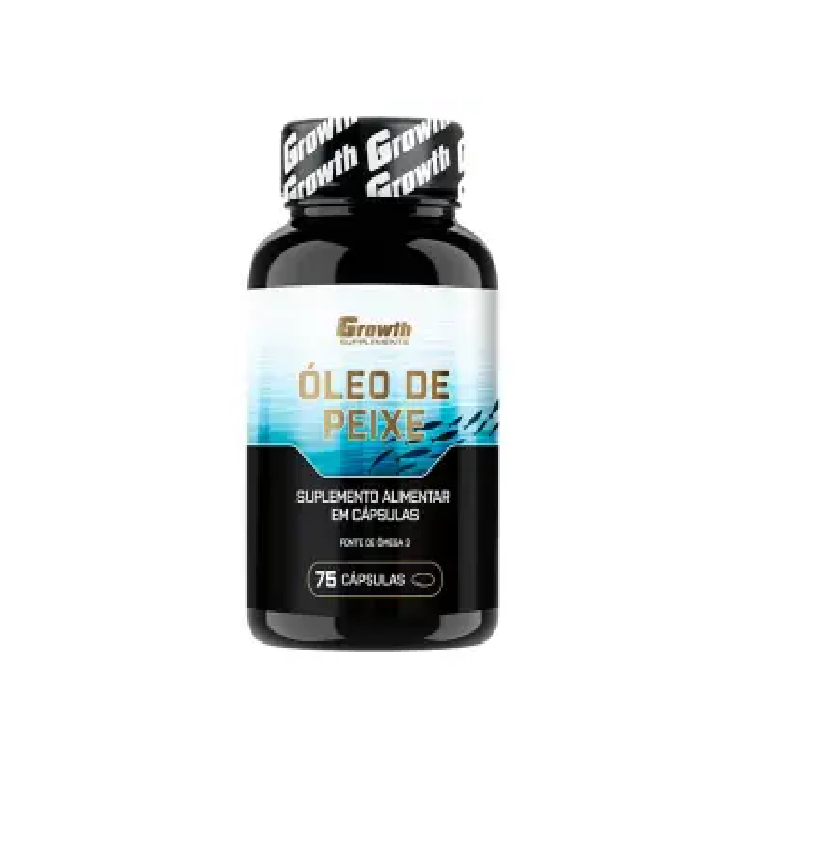 Growth Growth
Growth Growth
Growth
SUPPLEMENTS
ÓLEO DE
PEIXE
SUPLEMENTO ALIMENTAR
EM CÁPSULAS
FONTE DE ÔMEGA 3
75 CÁPSULAS